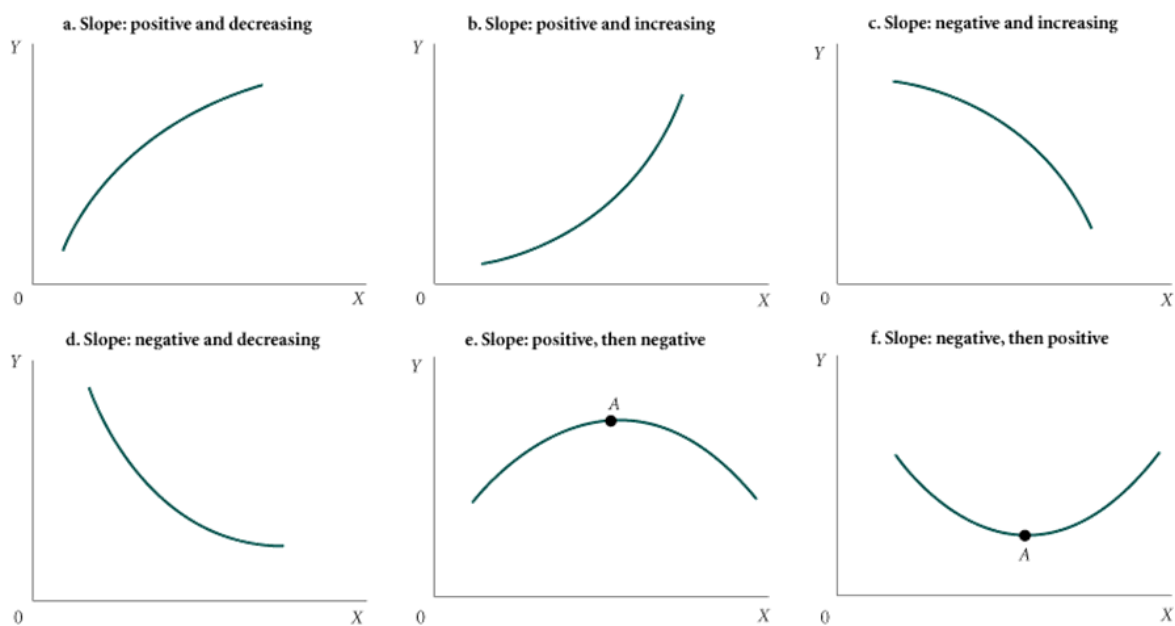 a. Slope: positive and decreasing
Y
0
X
b. Slope: positive and increasing
Y
0
X
c. Slope: negative and increasing
Y
0
X
d. Slope: negative and decreasing
Y
0
X
e. Slope: positive, then negative
Y
A
0
X
f. Slope: negative, then positive
Y
A
0
X